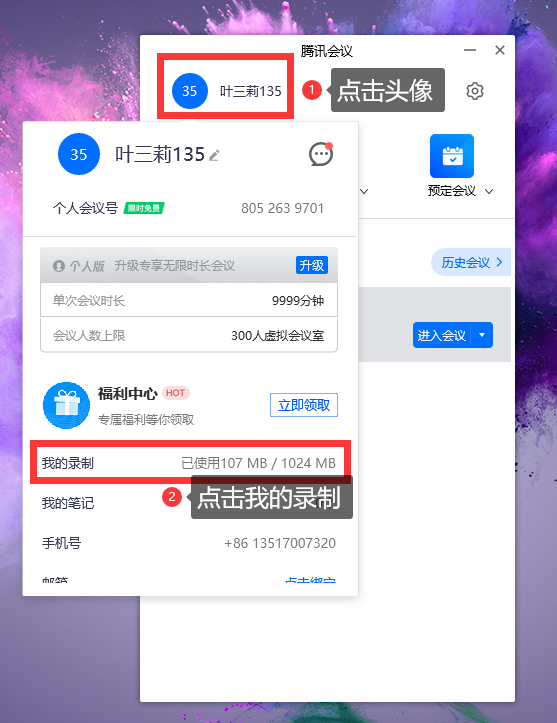 腾讯会议
35
叶三莉135
1
点击头像
35
叶三莉135
个人会议号
限时免费
805 263 9701
预定会议
个人版
升级专享无限时长会议
升级
历史会议
单次会议时长
9999分钟
会议人数上限
300人虚拟会议室
进入会议
福利中心
HOT
专属福利等你领取
立即领取
我的录制
已使用107 MB / 1024 MB
我的笔记
2
点击我的录制
手机号
+86 13517007320
邮箱
点击绑定